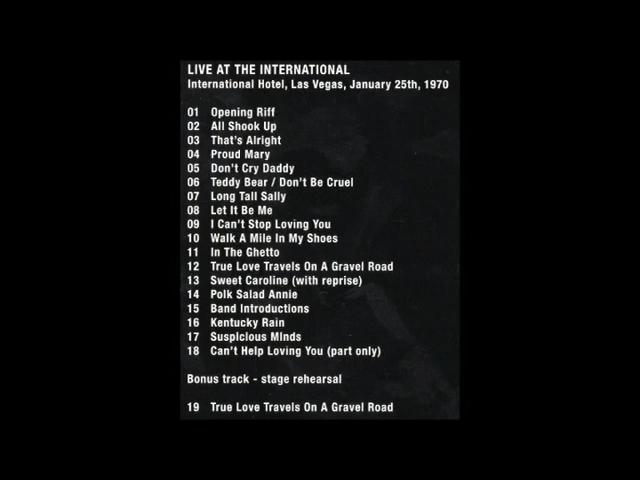 LIVE AT THE INTERNATIONAL
International Hotel, Las Vegas, January 25th, 1970
01 Opening Riff
02 All Shook Up
03 That's Alright
04 Proud Mary
05 Don't Cry Daddy
06 Teddy Bear / Don't Be Cruel
07 Long Tall Sally
08 Let It Be Me
09 I Can't Stop Loving You
10 Walk A Mile In My Shoes
11 In The Ghetto
12 True Love Travels On A Gravel Road
13 Sweet Caroline (with reprise)
14 Polk Salad Annie
15 Band Introductions
16 Kentucky Rain
17 Suspicious Minds
18 Can't Help Loving You (part only)
Bonus track - stage rehearsal
19 True Love Travels On A Gravel Road